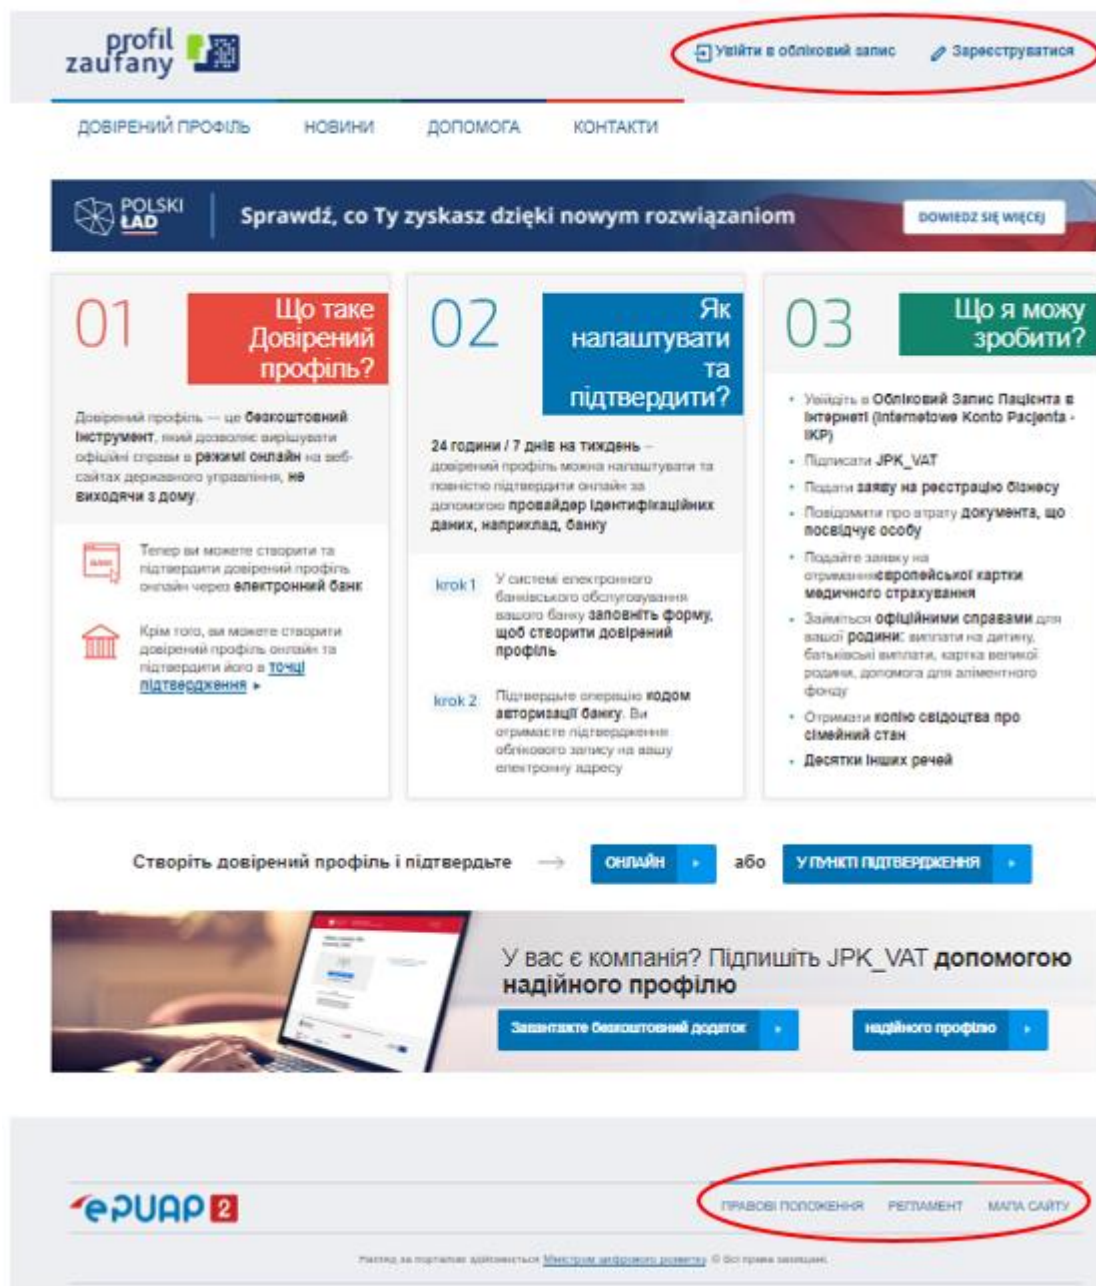 profil
zaufany
Увійти в обліковий запис
Зареєструватися
ДОВІРЕНИЙ ПРОФІЛЬ
НОВИНИ
ДОПОМОГА
КОНТАКТИ
POLSKI
ŁAD
Sprawdź, co Ty zyskasz dzięki nowym rozwiązaniom
DOWIEDZ SIĘ WIĘCEJ
01
Що таке
Довірений
профіль?
Довірений профіль — це безкоштовний
інструмент, який дозволяє вирішувати
офіційні справи в режимі онлайн на веб-
сайтах державного управління, не
виходячи з дому.
Тепер ви можете створити та
підтвердити довірений профіль
онлайн через електронний банк
Крім того, ви можете створити
довірений профіль онлайн та
підтвердити його в точці
підтвердження
02
Як
налаштувати
та
підтвердити?
24 години / 7 днів на тиждень –
довірений профіль можна налаштувати та
повністю підтвердити онлайн за
допомогою провайдер ідентифікаційних
даних, наприклад, банку
krok 1
У системі електронного
банківського обслуговування
вашого банку заповніть форму,
щоб створити довірений
профіль
krok 2
Підтвердьте операцію кодом
авторизації банку. Ви
отримаєте підтвердження
облікового запису на вашу
електронну адресу
03
Що я можу
зробити?
Увійдіть в Обліковий Запис Пацієнта в
Інтернеті (Internetowe Konto Pacjenta -
IKP)
Підписати JPK_VAT
Подати заяву на реєстрацію бізнесу
Повідомити про втрату документа, що
посвідчує особу
Подайте заявку на
отриманняєвропейської картки
медичного страхування
Займіться офіційними справами для
вашої родини: виплати на дитину,
батьківські виплати, картка великої
родини, допомога для аліментного
фонду
Отримати копію свідоцтва про
сімейний стан
Десятки інших речей
Створіть довірений профіль і підтвердьте
ОНЛАЙН
або
У ПУНКТІ ПІДТВЕРДЖЕННЯ
У вас є компанія? Підпишіть JPK_VAT допомогою
надійного профілю
Завантажте безкоштовний додаток
надійного профілю
ePUAP 2
ПРАВОВІ ПОЛОЖЕННЯ
РЕГЛАМЕНТ
МАПА САЙТУ
Нагляд за порталом здійснюється Міністром цифрового розвитку © Всі права захищені.